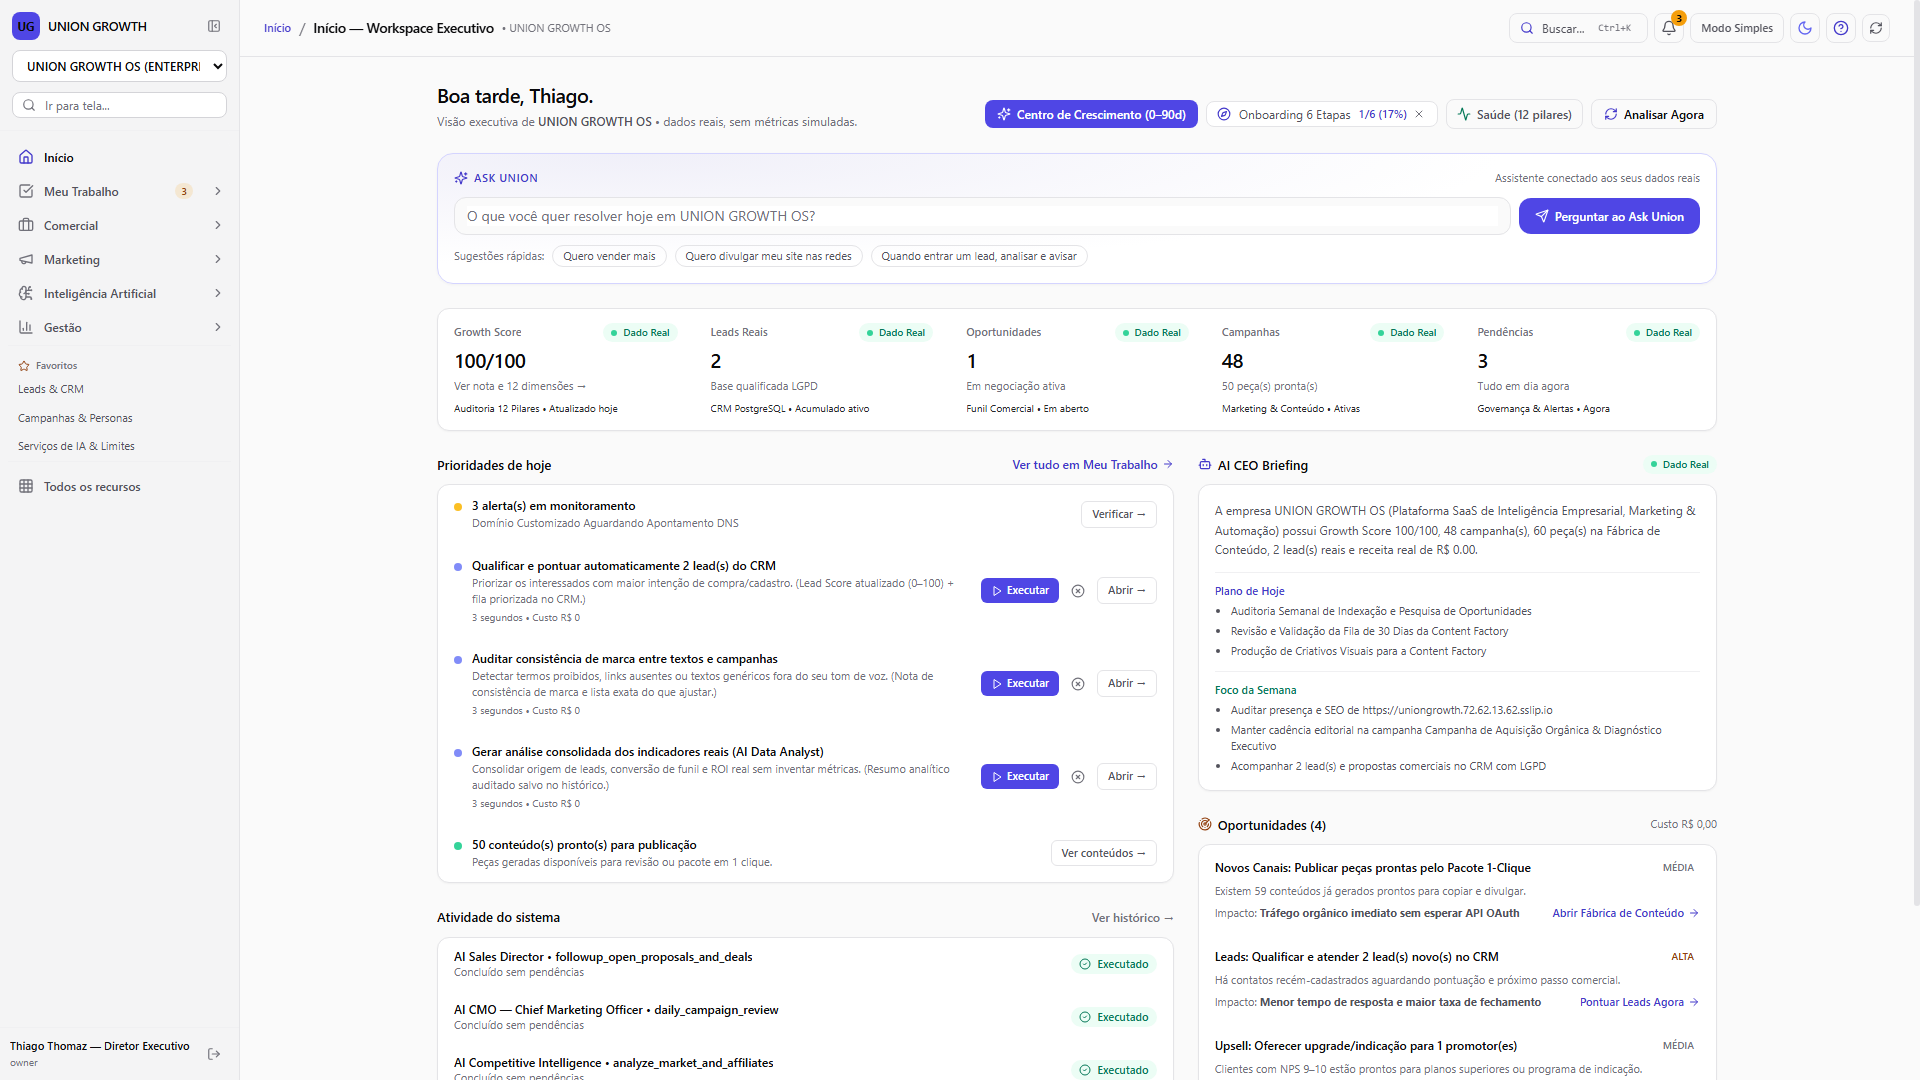 UG UNION GROWTH
UNION GROWTH OS (ENTERPRI
Ir para tela...
Início
Meu Trabalho 3
Comercial
Marketing
Inteligência Artificial
Gestão
Favoritos
Leads & CRM
Campanhas & Personas
Serviços de IA & Limites
Todos os recursos
Thiago Thomaz — Diretor Executivo
owner
Início / Início — Workspace Executivo • UNION GROWTH OS
Buscar... Ctrl+K
3
Modo Simples
Boa tarde, Thiago.
Visão executiva de UNION GROWTH OS • dados reais, sem métricas simuladas.
Centro de Crescimento (0–90d)
Onboarding 6 Etapas 1/6 (17%)
Saúde (12 pilares)
Analisar Agora
ASK UNION
Assistente conectado aos seus dados reais
O que você quer resolver hoje em UNION GROWTH OS?
Perguntar ao Ask Union
Sugestões rápidas: Quero vender mais Quero divulgar meu site nas redes Quando entrar um lead, analisar e avisar
Growth Score Dado Real
100/100
Ver nota e 12 dimensões →
Auditoria 12 Pilares • Atualizado hoje
Leads Reais Dado Real
2
Base qualificada LGPD
CRM PostgreSQL • Acumulado ativo
Oportunidades Dado Real
1
Em negociação ativa
Funil Comercial • Em aberto
Campanhas Dado Real
48
50 peça(s) pronta(s)
Marketing & Conteúdo • Ativas
Pendências Dado Real
3
Tudo em dia agora
Governança & Alertas • Agora
Prioridades de hoje
Ver tudo em Meu Trabalho →
3 alerta(s) em monitoramento
Domínio Customizado Aguardando Apontamento DNS
Verificar →
Qualificar e pontuar automaticamente 2 lead(s) do CRM
Priorizar os interessados com maior intenção de compra/cadastro. (Lead Score atualizado (0–100) +
fila priorizada no CRM.)
3 segundos • Custo R$ 0
Executar
Abrir →
Auditar consistência de marca entre textos e campanhas
Detectar termos proibidos, links ausentes ou textos genéricos fora do seu tom de voz. (Nota de
consistência de marca e lista exata do que ajustar.)
3 segundos • Custo R$ 0
Executar
Abrir →
Gerar análise consolidada dos indicadores reais (AI Data Analyst)
Consolidar origem de leads, conversão de funil e ROI real sem inventar métricas. (Resumo analítico
auditado salvo no histórico.)
3 segundos • Custo R$ 0
Executar
Abrir →
50 conteúdo(s) pronto(s) para publicação
Peças geradas disponíveis para revisão ou pacote em 1 clique.
Ver conteúdos →
Atividade do sistema
Ver histórico →
AI Sales Director • followup_open_proposals_and_deals
Concluído sem pendências
Executado
AI CMO — Chief Marketing Officer • daily_campaign_review
Concluído sem pendências
Executado
AI Competitive Intelligence • analyze_market_and_affiliates
Concluído sem pendências
Executado
AI CEO Briefing
Dado Real
A empresa UNION GROWTH OS (Plataforma SaaS de Inteligência Empresarial, Marketing &
Automação) possui Growth Score 100/100, 48 campanha(s), 60 peça(s) na Fábrica de
Conteúdo, 2 lead(s) reais e receita real de R$ 0.00.
Plano de Hoje
• Auditoria Semanal de Indexação e Pesquisa de Oportunidades
• Revisão e Validação da Fila de 30 Dias da Content Factory
• Produção de Criativos Visuais para a Content Factory
Foco da Semana
• Auditar presença e SEO de https://uniongrowth.72.62.13.62.sslip.io
• Manter cadência editorial na campanha Campanha de Aquisição Orgânica & Diagnóstico
Executivo
• Acompanhar 2 lead(s) e propostas comerciais no CRM com LGPD
Oportunidades (4)
Custo R$ 0,00
Novos Canais: Publicar peças prontas pelo Pacote 1-Clique
MÉDIA
Existem 59 conteúdos já gerados prontos para copiar e divulgar.
Impacto: Tráfego orgânico imediato sem esperar API OAuth
Abrir Fábrica de Conteúdo →
Leads: Qualificar e atender 2 lead(s) novo(s) no CRM
ALTA
Há contatos recém-cadastrados aguardando pontuação e próximo passo comercial.
Impacto: Menor tempo de resposta e maior taxa de fechamento
Pontuar Leads Agora →
Upsell: Oferecer upgrade/indicação para 1 promotor(es)
MÉDIA
Clientes com NPS 9–10 estão prontos para planos superiores ou programa de indicação.